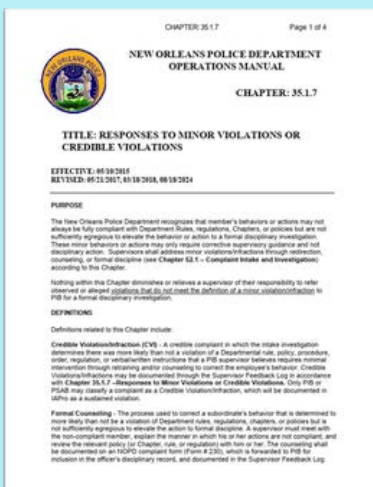 CHAPTER: 35.1.7 Page 1 of 4
NEW ORLEANS POLICE DEPARTMENT
OPERATIONS MANUAL
CHAPTER: 35.1.7
TITLE: RESPONSES TO MINOR VIOLATIONS OR
CREDIBLE VIOLATIONS
EFFECTIVE: 05/10/2015
REVISED: 05/21/2017, 03/18/2018, 08/18/2024
PURPOSE
The New Orleans Police Department recognizes that member's behaviors or actions may not
always be fully compliant with Department Rules, regulations, Chapters, or policies but are not
sufficiently egregious to elevate the behavior or action to a formal disciplinary investigation.
These minor behaviors or actions may only require corrective supervisory guidance and not
disciplinary action. Supervisors shall address minor violations/infractions through redirection,
counseling, or formal discipline (see Chapter 52.1 – Complaint Intake and Investigation)
according to this Chapter.
Nothing within this Chapter diminishes or relieves a supervisor of their responsibility to refer
observed or alleged violations that do not meet the definition of a minor violation/infraction to
PIB for a formal disciplinary investigation.
DEFINITIONS
Definitions related to this Chapter include:
Credible Violation/Infraction (CVI) - A credible complaint in which the intake investigation
determines there was more likely than not a violation of a Departmental rule, policy, procedure,
order, regulation, or verbal/written instructions that a PIB supervisor believes requires minimal
intervention through retraining and/or counseling to correct the employee's behavior. Credible
Violations/Infractions may be documented through the Supervisor Feedback Log in accordance
with Chapter 35.1.7 –Responses to Minor Violations or Credible Violations. Only PIB or
PSAB may classify a complaint as a Credible Violation/Infraction, which will be documented in
IAPro as a sustained violation.
Formal Counseling - The process used to correct a subordinate's behavior that is determined to
more likely than not be a violation of Department rules, regulations, chapters, or policies but is
not sufficiently egregious to elevate the action to formal discipline. A supervisor must meet with
the non-compliant member, explain the manner in which his or her actions are not compliant, and
review the relevant policy (or Chapter, rule, or regulation) with him or her. The counseling shall
be documented on an NOPD complaint form (Form # 230), which is forwarded to PIB for
inclusion in the officer's disciplinary record, and documented in the Supervisor Feedback Log.